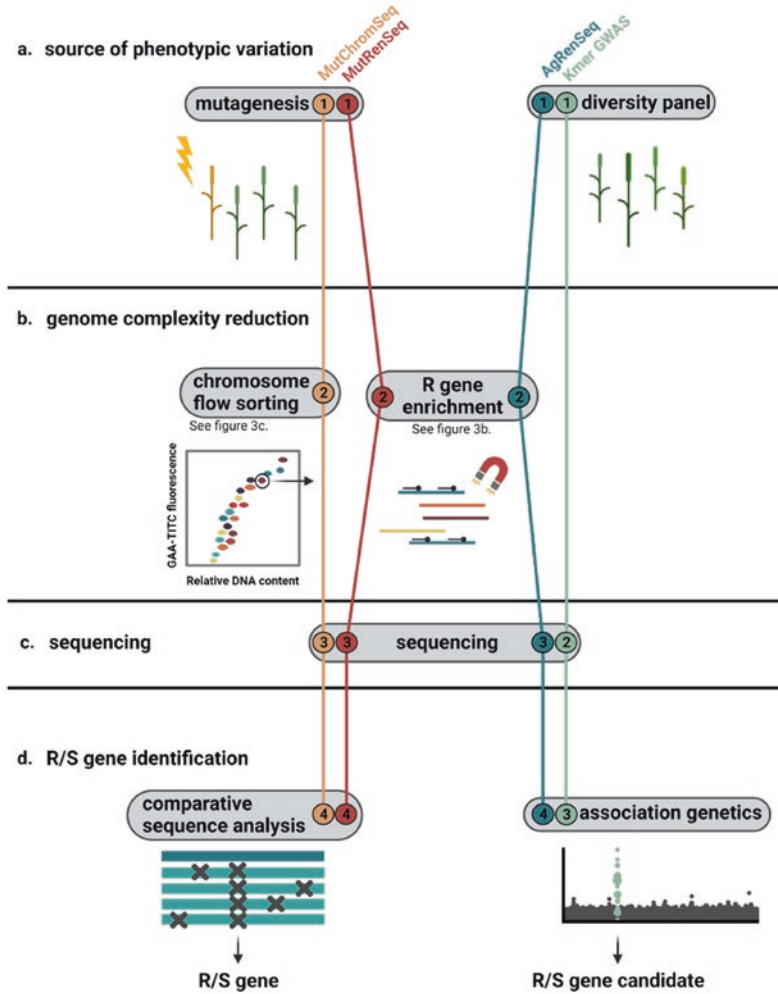 a. source of phenotypic variation
MutChromSeq
MutRenSeq
AgRenSeq
Kmer GWAS
mutagenesis 1 1
1 1 diversity panel
b. genome complexity reduction
chromosome
flow sorting 2
See figure 3c.
2 R gene
enrichment 2
See figure 3b.
GAA-TITC fluorescence
Relative DNA content
c. sequencing
3 3 sequencing 3 2
d. R/S gene identification
comparative
sequence analysis 4 4
4 3 association genetics
R/S gene
R/S gene candidate